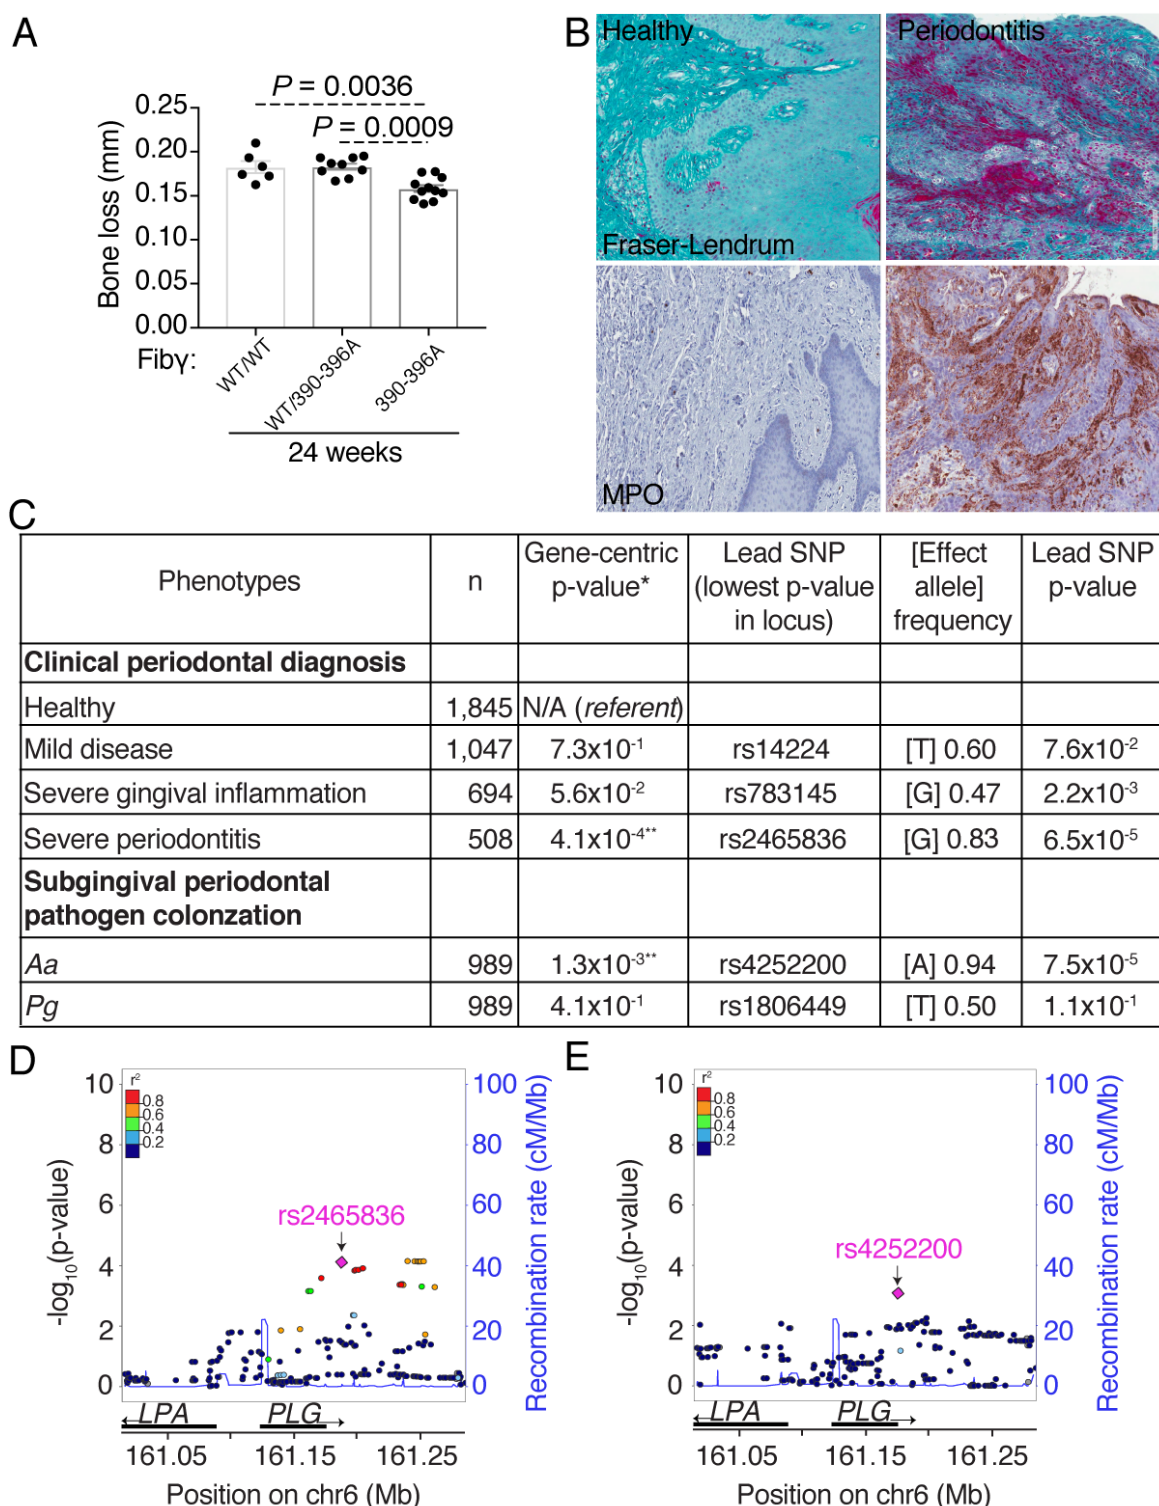 A
P = 0.0036
P = 0.0009
0.25
0.20
0.15
0.10
0.05
0.00
Bone loss (mm)
Fibγ:
WT/WT
WT/390-396A
390-396A
24 weeks
B
Healthy
Periodontitis
Fraser-Lendrum
MPO
C
Phenotypes
n
Gene-centric
p-value*
Lead SNP
(lowest p-value
in locus)
[Effect
allele]
frequency
Lead SNP
p-value
Clinical periodontal diagnosis
Healthy 1,845 N/A (referent)
Mild disease 1,047 7.3x10-1 rs14224 [T] 0.60 7.6x10-2
Severe gingival inflammation 694 5.6x10-2 rs783145 [G] 0.47 2.2x10-3
Severe periodontitis 508 4.1x10-4** rs2465836 [G] 0.83 6.5x10-5
Subgingival periodontal
pathogen colonzation
Aa 989 1.3x10-3** rs4252200 [A] 0.94 7.5x10-5
Pg 989 4.1x10-1 rs1806449 [T] 0.50 1.1x10-1
D
r2
0.8
0.6
0.4
0.2
10
8
6
4
2
0
-log10(p-value)
rs2465836
100
80
60
40
20
0
Recombination rate (cM/Mb)
LPA
PLG
161.05 161.15 161.25
Position on chr6 (Mb)
E
r2
0.8
0.6
0.4
0.2
10
8
6
4
2
0
-log10(p-value)
rs4252200
100
80
60
40
20
0
Recombination rate (cM/Mb)
LPA
PLG
161.05 161.15 161.25
Position on chr6 (Mb)